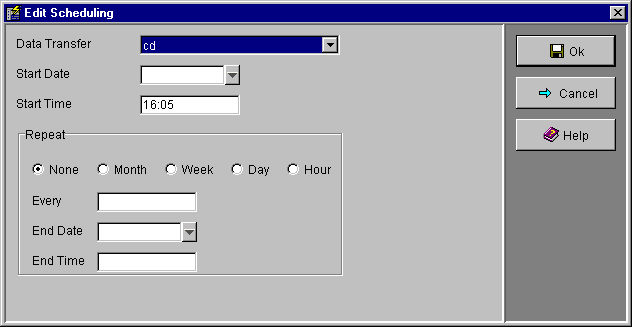 Edit Scheduling
Data Transfer cd
Start Date
Start Time 16:05
Repeat
None Month Week Day Hour
Every
End Date
End Time
Ok
Cancel
Help